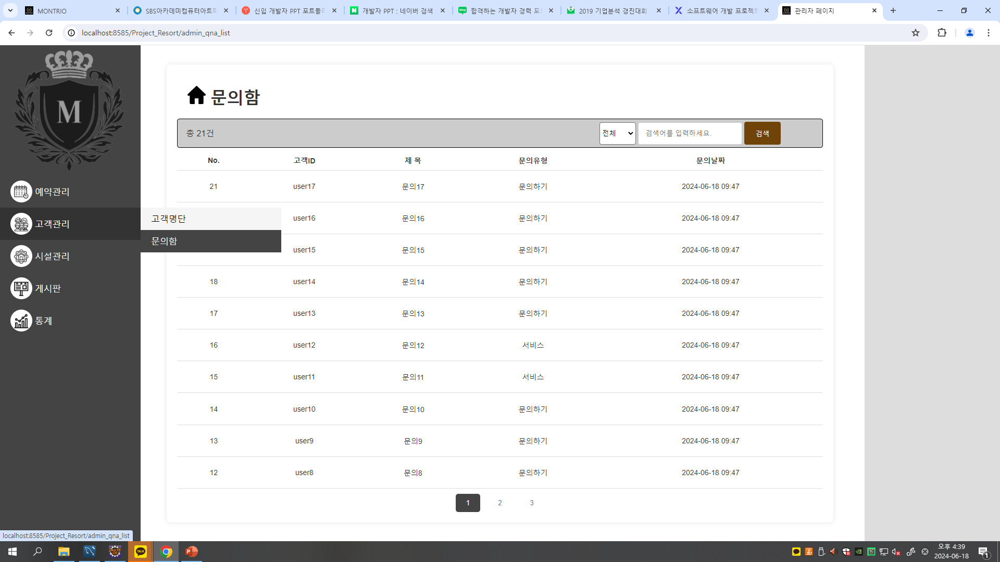 MONTRIO
SBS아카데미컴퓨터아트학
신입 개발자 PPT 포트폴리
개발자 PPT : 네이버 검색
합격하는 개발자 경력 포
2019 기업분석 경진대회
소프트웨어 개발 프로젝트
관리자 페이지
localhost:8585/Project_Resort/admin_qna_list
M
예약관리
고객관리
시설관리
게시판
통계
고객명단
문의함
문의함
총 21건
전체
검색어를 입력하세요.
검색
No. 고객ID 제 목 문의유형 문의날짜
21 user17 문의17 문의하기 2024-06-18 09:47
user16 문의16 문의하기 2024-06-18 09:47
user15 문의15 문의하기 2024-06-18 09:47
18 user14 문의14 문의하기 2024-06-18 09:47
17 user13 문의13 문의하기 2024-06-18 09:47
16 user12 문의12 서비스 2024-06-18 09:47
15 user11 문의11 서비스 2024-06-18 09:47
14 user10 문의10 문의하기 2024-06-18 09:47
13 user9 문의9 문의하기 2024-06-18 09:47
12 user8 문의8 문의하기 2024-06-18 09:47
1 2 3
localhost:8585/Project_Resort/admin_qna_list
TALK
오후 4:39
2024-06-18
1